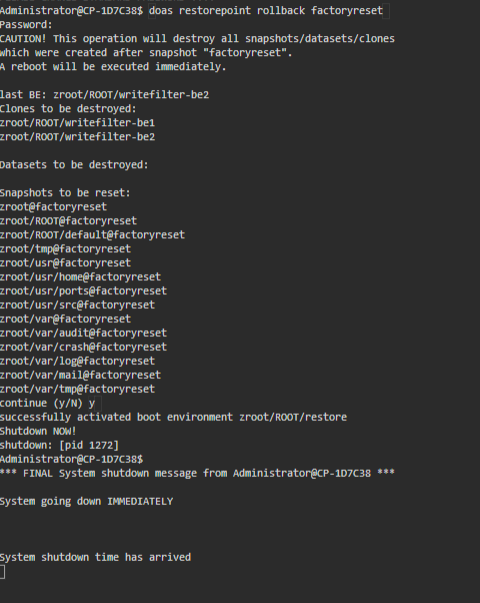 Administrator@CP-1D7C38$ doas restorepoint rollback factoryreset
Password:
CAUTION! This operation will destroy all snapshots/datasets/clones
which were created after snapshot "factoryreset".
A reboot will be executed immediately.
last BE: zroot/ROOT/writefilter-be2
Clones to be destroyed:
zroot/ROOT/writefilter-be1
zroot/ROOT/writefilter-be2
Datasets to be destroyed:
Snapshots to be reset:
zroot@factoryreset
zroot/ROOT@factoryreset
zroot/ROOT/default@factoryreset
zroot/tmp@factoryreset
zroot/usr@factoryreset
zroot/usr/home@factoryreset
zroot/usr/ports@factoryreset
zroot/usr/src@factoryreset
zroot/var@factoryreset
zroot/var/audit@factoryreset
zroot/var/crash@factoryreset
zroot/var/log@factoryreset
zroot/var/mail@factoryreset
zroot/var/tmp@factoryreset
continue (y/N) y
successfully activated boot environment zroot/ROOT/restore
Shutdown NOW!
shutdown: [pid 1272]
Administrator@CP-1D7C38$
*** FINAL System shutdown message from Administrator@CP-1D7C38 ***
System going down IMMEDIATELY
System shutdown time has arrived